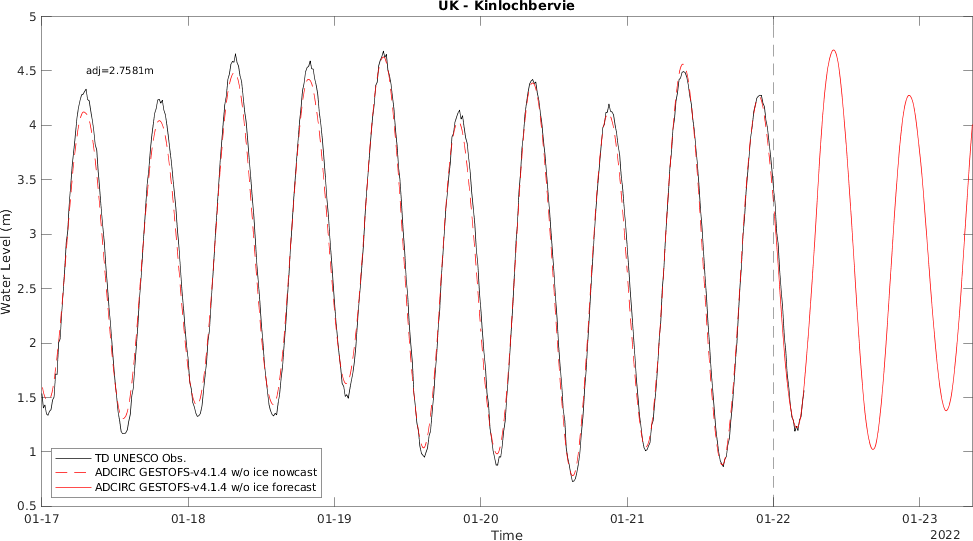 UK - Kinlochbervie
5
4.5
4
3.5
3
2.5
2
1.5
1
0.5
Water Level (m)
adj=2.7581m
TD UNESCO Obs.
ADCIRC GESTOFS-v4.1.4 w/o ice nowcast
ADCIRC GESTOFS-v4.1.4 w/o ice forecast
01-17 01-18 01-19 01-20 01-21 01-22 01-23
Time
2022